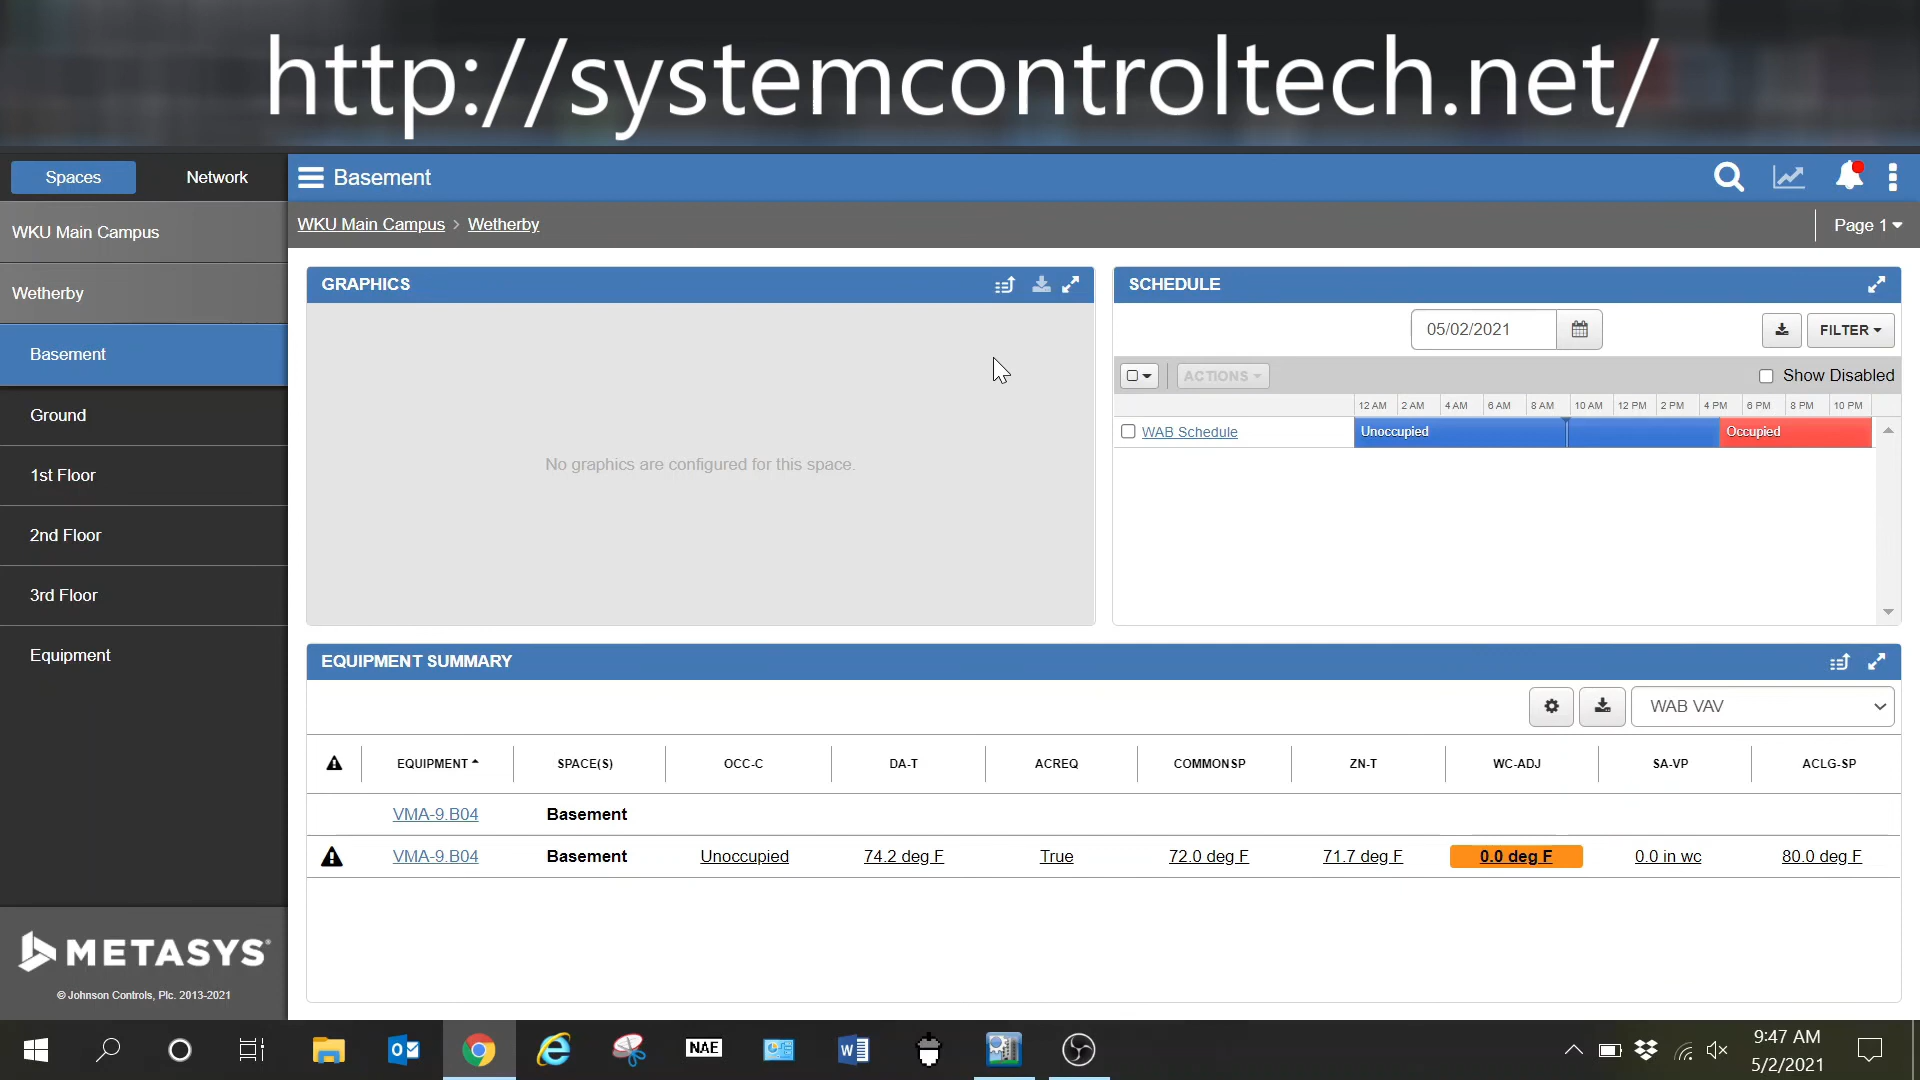 http://systemcontroltech.net/
Spaces
Network
Basement
WKU Main Campus
Wetherby
Basement
Ground
1st Floor
2nd Floor
3rd Floor
Equipment
METASYS®
© Johnson Controls, Plc. 2013-2021
WKU Main Campus > Wetherby
Page 1
GRAPHICS
No graphics are configured for this space.
SCHEDULE
05/02/2021
FILTER
ACTIONS
Show Disabled
12 AM 2 AM 4 AM 6 AM 8 AM 10 AM 12 PM 2 PM 4 PM 6 PM 8 PM 10 PM
WAB Schedule Unoccupied Occupied
EQUIPMENT SUMMARY
WAB VAV
EQUIPMENT SPACE(S) OCC-C DA-T ACREQ COMMONSP ZN-T WC-ADJ SA-VP ACLG-SP
VMA-9.B04 Basement
VMA-9.B04 Basement Unoccupied 74.2 deg F True 72.0 deg F 71.7 deg F 0.0 deg F 0.0 in wc 80.0 deg F
NAE
9:47 AM
5/2/2021